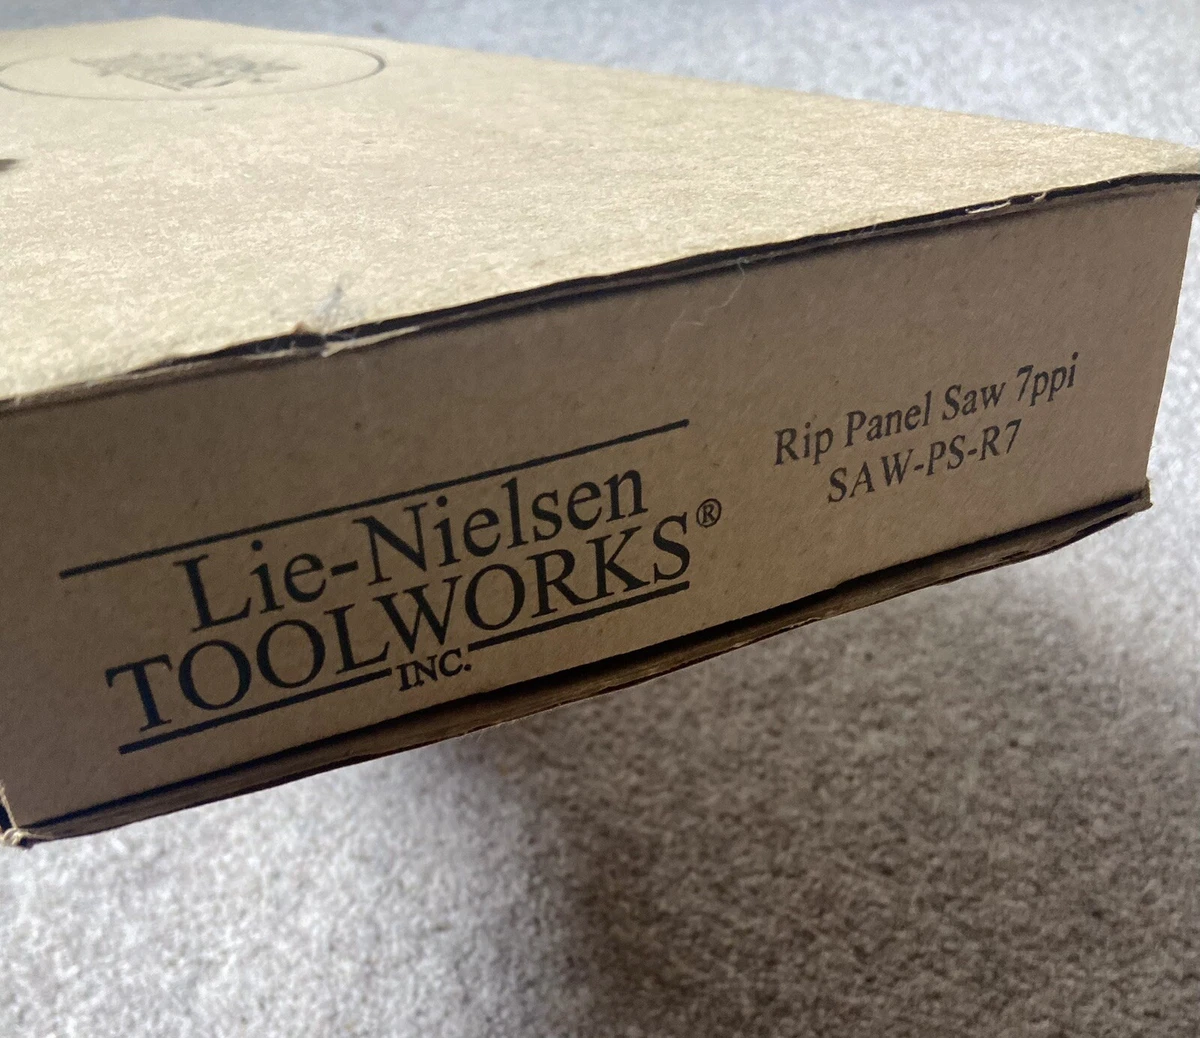 Lie-Nielsen
TOOLWORKS®
INC.
Rip Panel Saw 7ppi
SAW-PS-R7